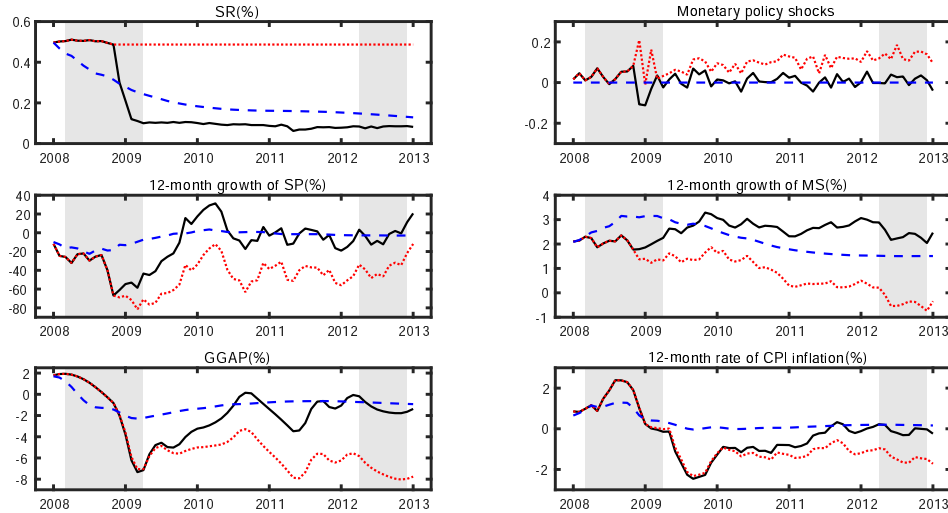 SR(%)
0.6
0.4
0.2
0
2008 2009 2010 2011 2012 2013
Monetary policy shocks
0.2
0
-0.2
2008 2009 2010 2011 2012 2013
12-month growth of SP(%)
40
20
0
-20
-40
-60
-80
2008 2009 2010 2011 2012 2013
12-month growth of MS(%)
4
3
2
1
0
-1
2008 2009 2010 2011 2012 2013
GGAP(%)
2
0
-2
-4
-6
-8
2008 2009 2010 2011 2012 2013
12-month rate of CPI inflation(%)
2
0
-2
2008 2009 2010 2011 2012 2013